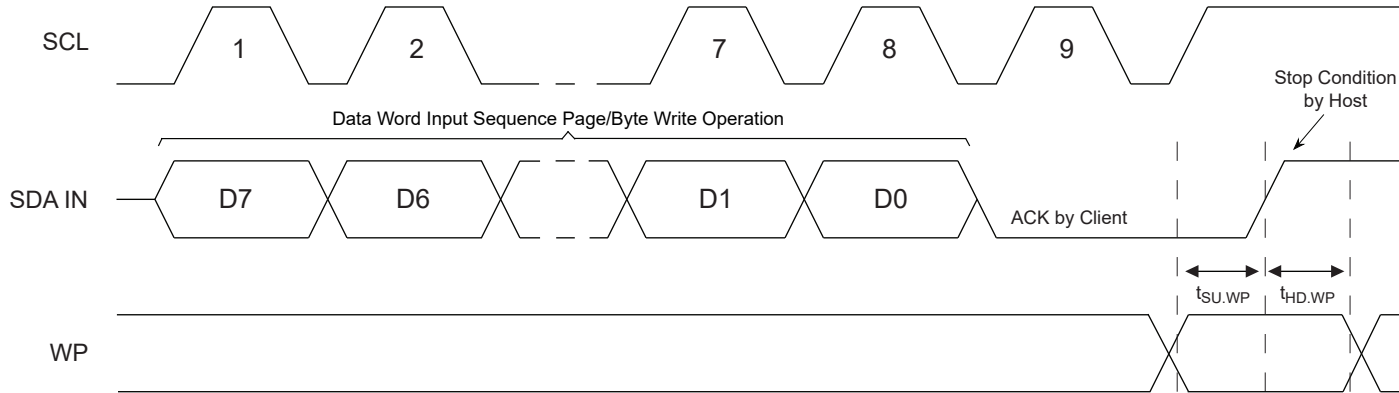 SCL
1 2 7 8 9
Stop Condition
by Host
Data Word Input Sequence Page/Byte Write Operation
SDA IN
D7 D6 D1 D0
ACK by Client
tSU.WP tHD.WP
WP